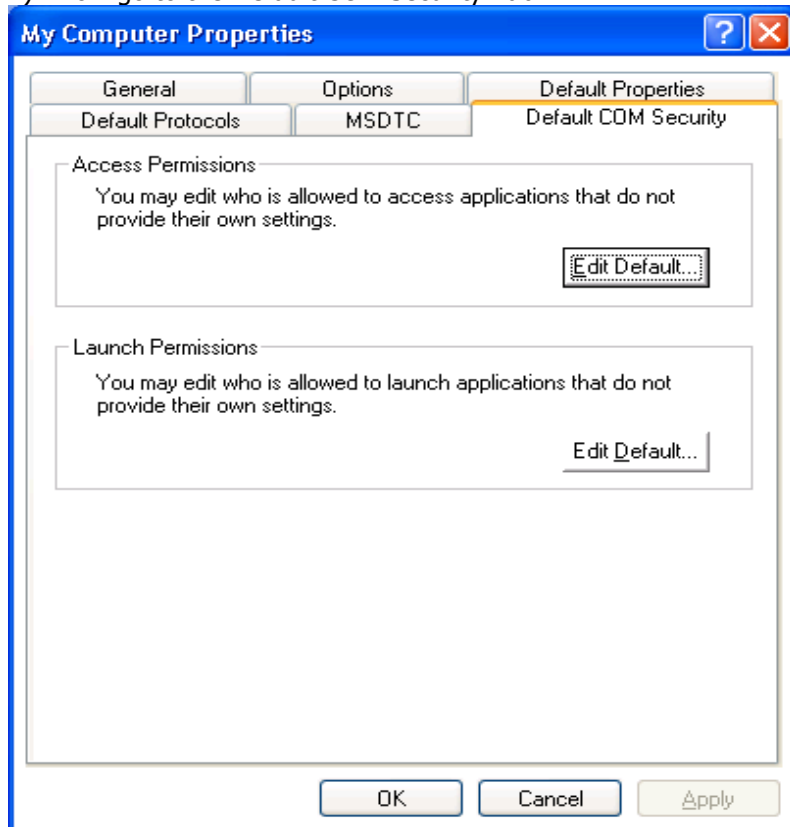 My Computer Properties
General Options Default Properties
Default Protocols MSDTC Default COM Security
Access Permissions
You may edit who is allowed to access applications that do not
provide their own settings.
Edit Default...
Launch Permissions
You may edit who is allowed to launch applications that do not
provide their own settings.
Edit Default...
OK Cancel Apply